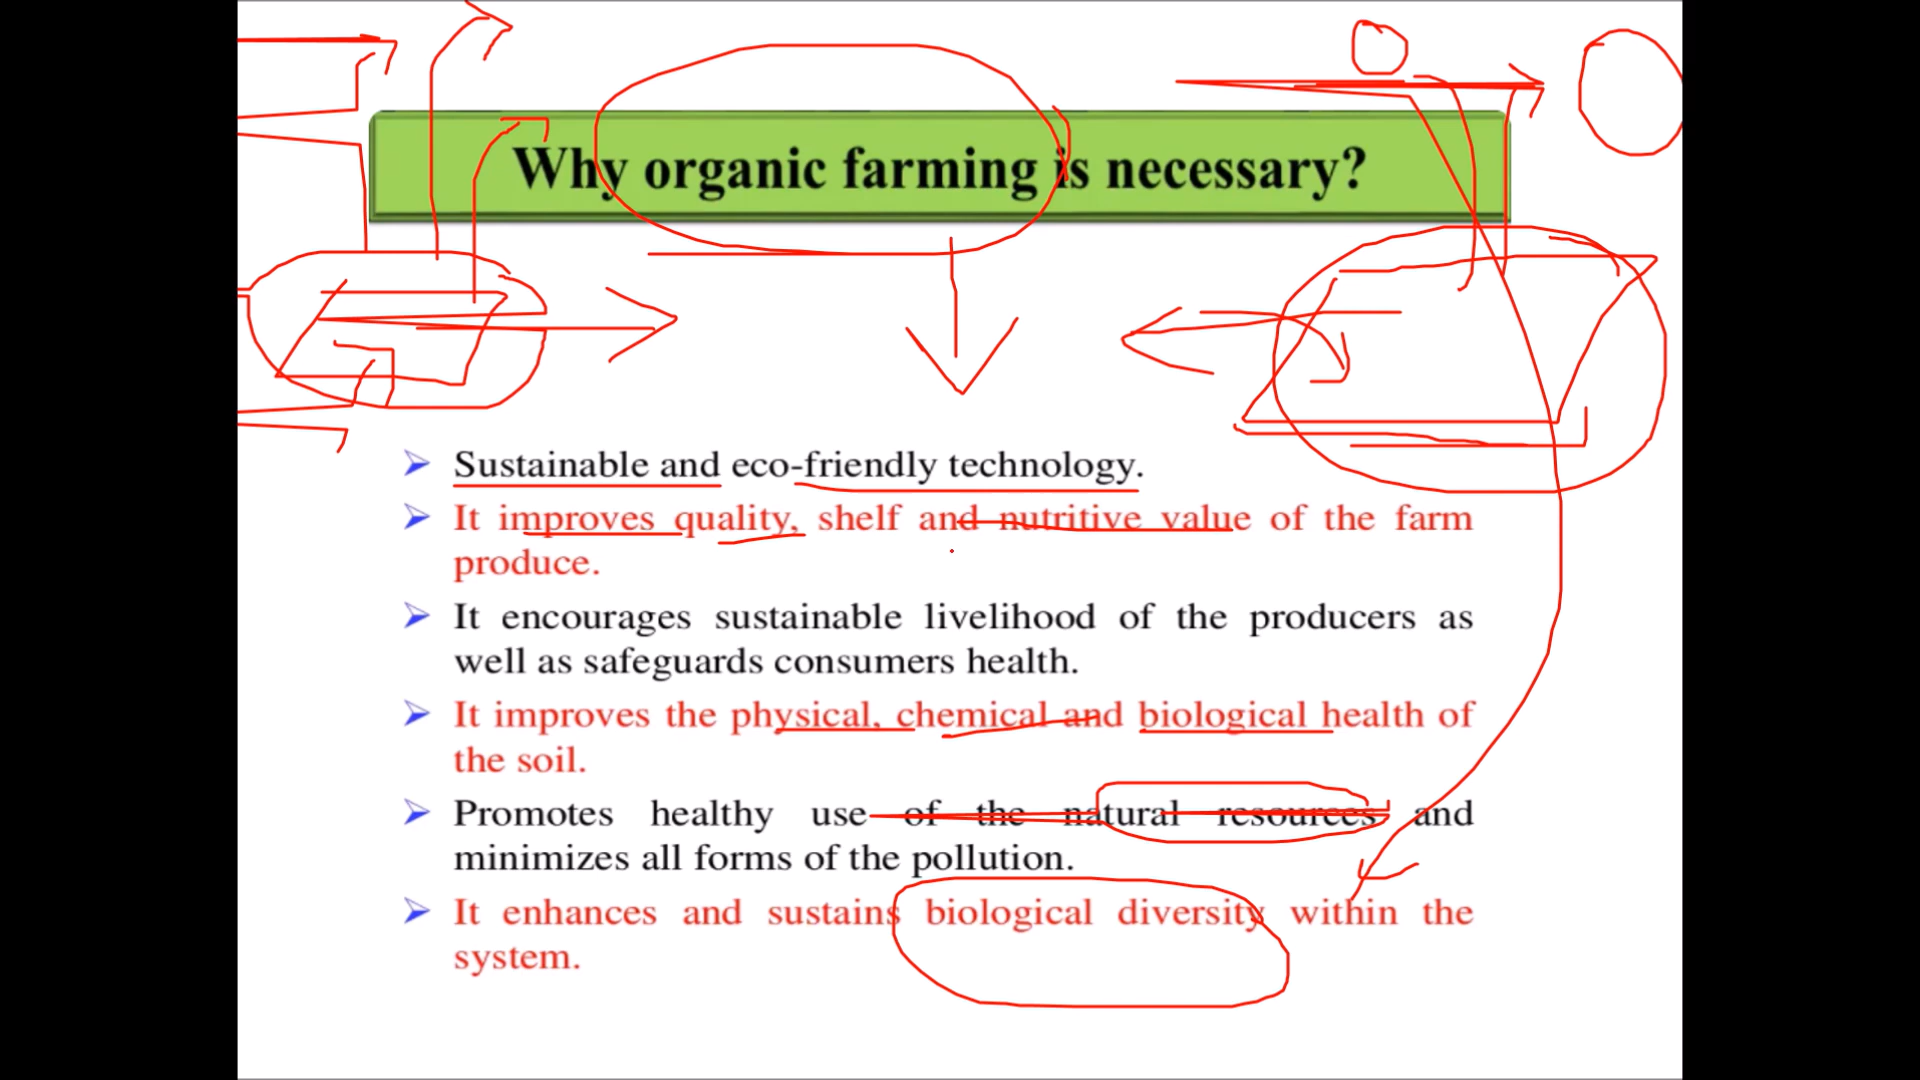 Why organic farming is necessary?
Sustainable and eco-friendly technology.
It improves quality, shelf and nutritive value of the farm
produce.
It encourages sustainable livelihood of the producers as
well as safeguards consumers health.
It improves the physical, chemical and biological health of
the soil.
Promotes healthy use of the natural resources and
minimizes all forms of the pollution.
It enhances and sustains biological diversity within the
system.